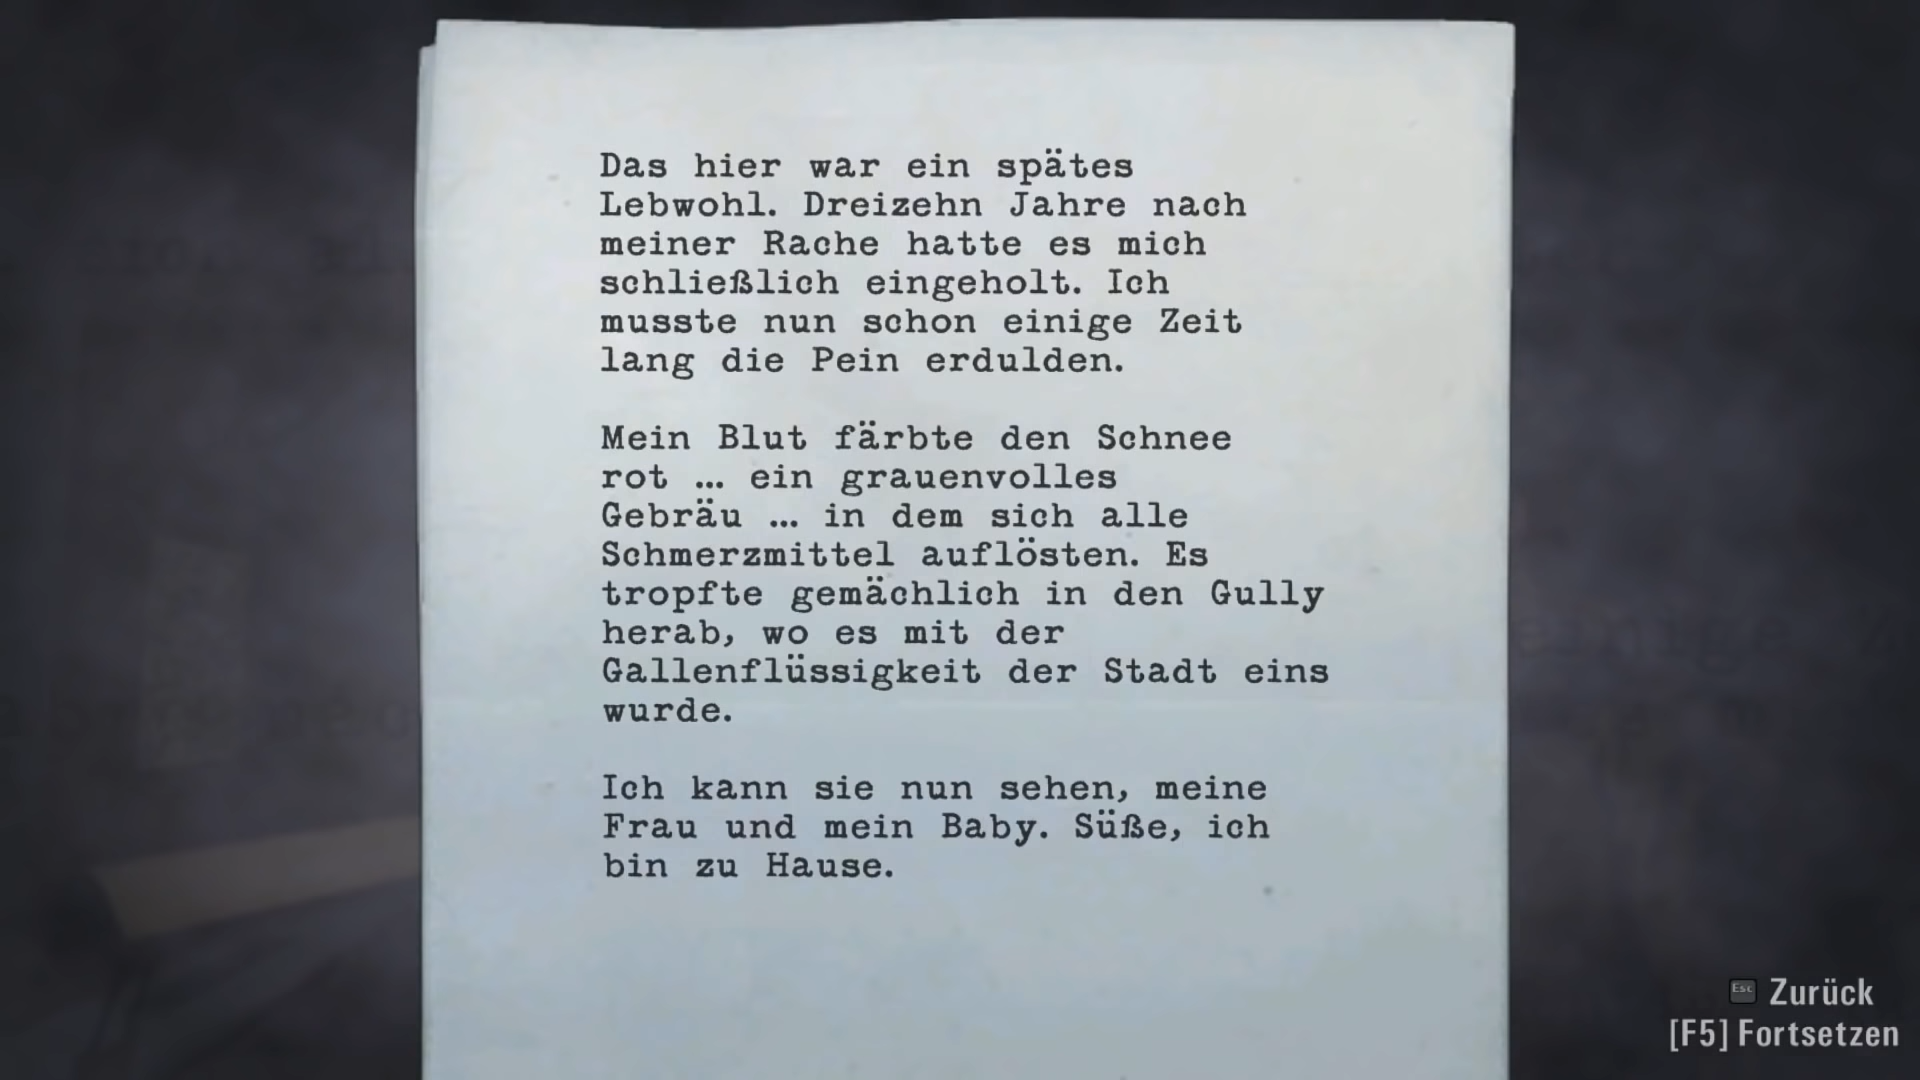 Das hier war ein spätes
Lebwohl. Dreizehn Jahre nach
meiner Rache hatte es mich
schließlich eingeholt. Ich
musste nun schon einige Zeit
lang die Pein erdulden.
Mein Blut färbte den Schnee
rot … ein grauenvolles
Gebräu … in dem sich alle
Schmerzmittel auflösten. Es
tropfte gemächlich in den Gully
herab, wo es mit der
Gallenflüssigkeit der Stadt eins
wurde.
Ich kann sie nun sehen, meine
Frau und mein Baby. Süße, ich
bin zu Hause.
Esc Zurück
[F5] Fortsetzen